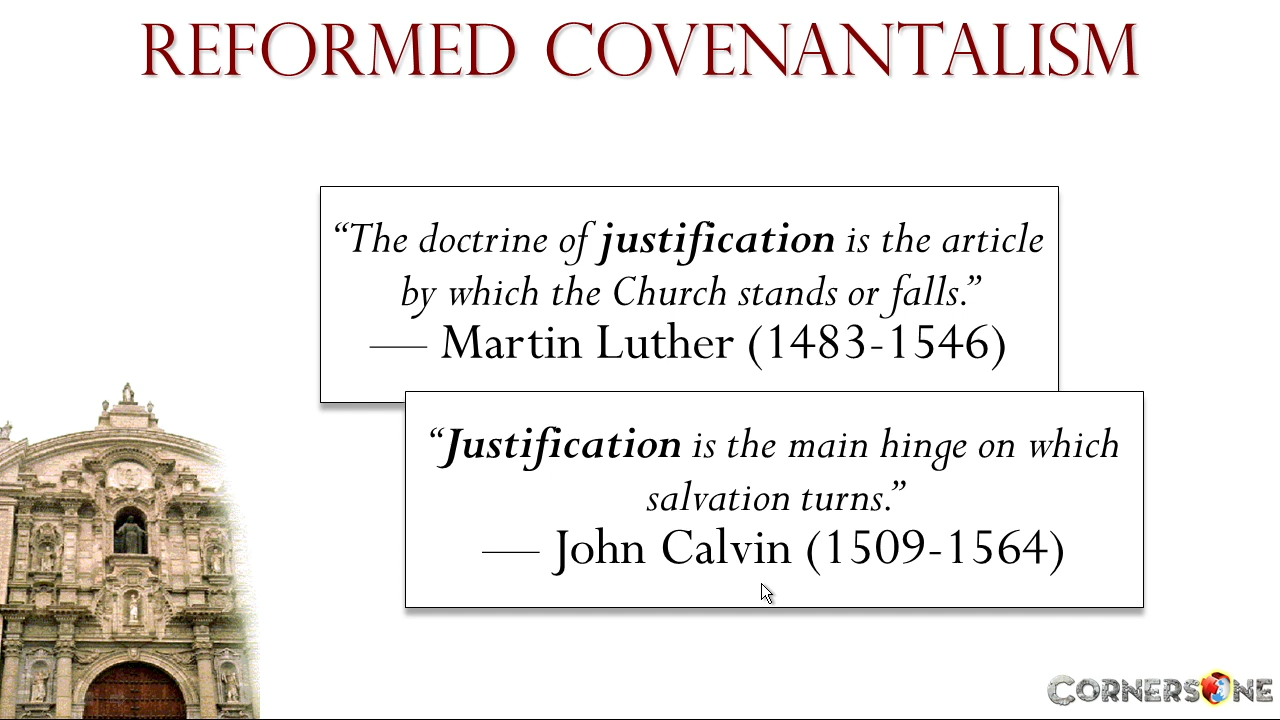 REFORMED COVENANTALISM
“The doctrine of justification is the article
by which the Church stands or falls.”
— Martin Luther (1483-1546)
“Justification is the main hinge on which
salvation turns.”
— John Calvin (1509-1564)
CORNERSONE